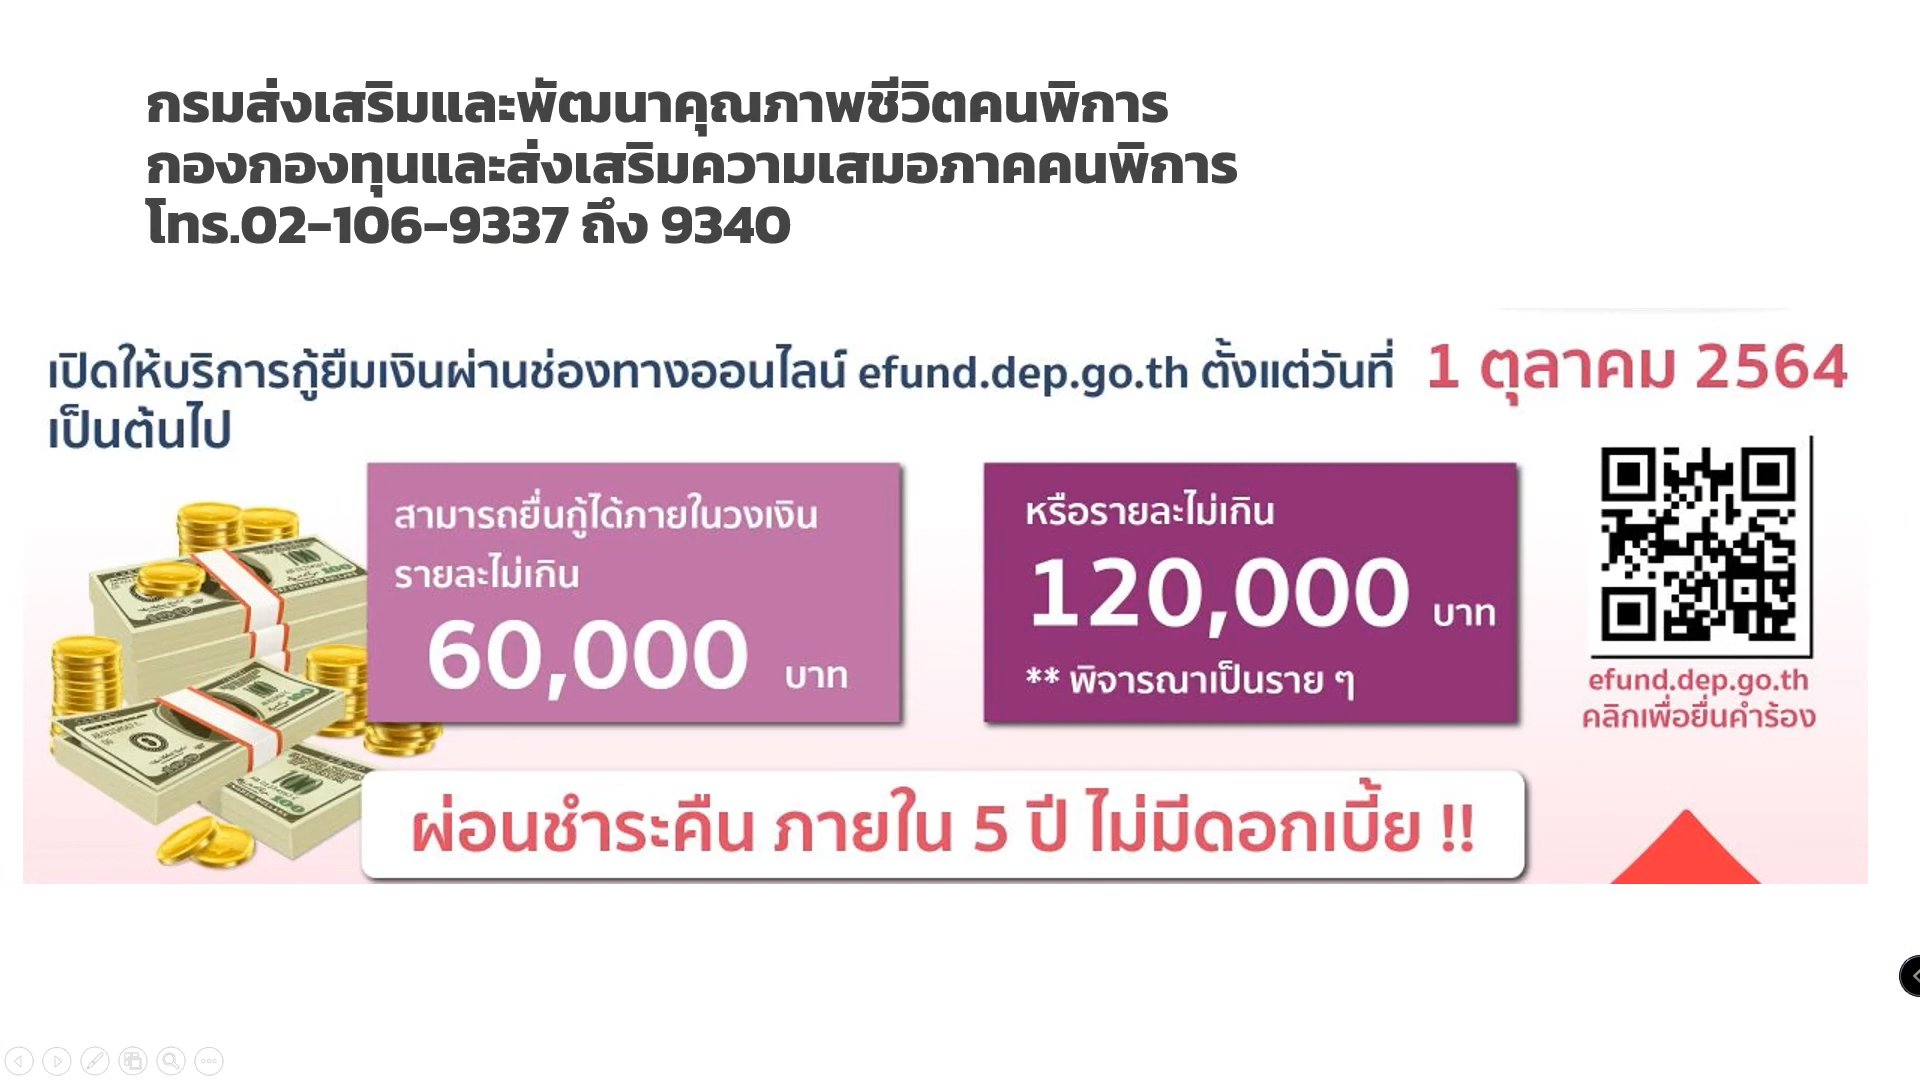 กรมส่งเสริมและพัฒนาคุณภาพชีวิตคนพิการ
กองกองทุนและส่งเสริมความเสมอภาคคนพิการ
โทร.02-106-9337 ถึง 9340
เปิดให้บริการกู้ยืมเงินผ่านช่องทางออนไลน์ efund.dep.go.th ตั้งแต่วันที่ 1 ตุลาคม 2564
เป็นต้นไป
สามารถยื่นกู้ได้ภายในวงเงิน
รายละไม่เกิน
60,000 บาท
หรือรายละไม่เกิน
120,000 บาท
** พิจารณาเป็นราย ๆ
efund.dep.go.th
คลิกเพื่อยื่นคำร้อง
ผ่อนชำระคืน ภายใน 5 ปี ไม่มีดอกเบี้ย !!